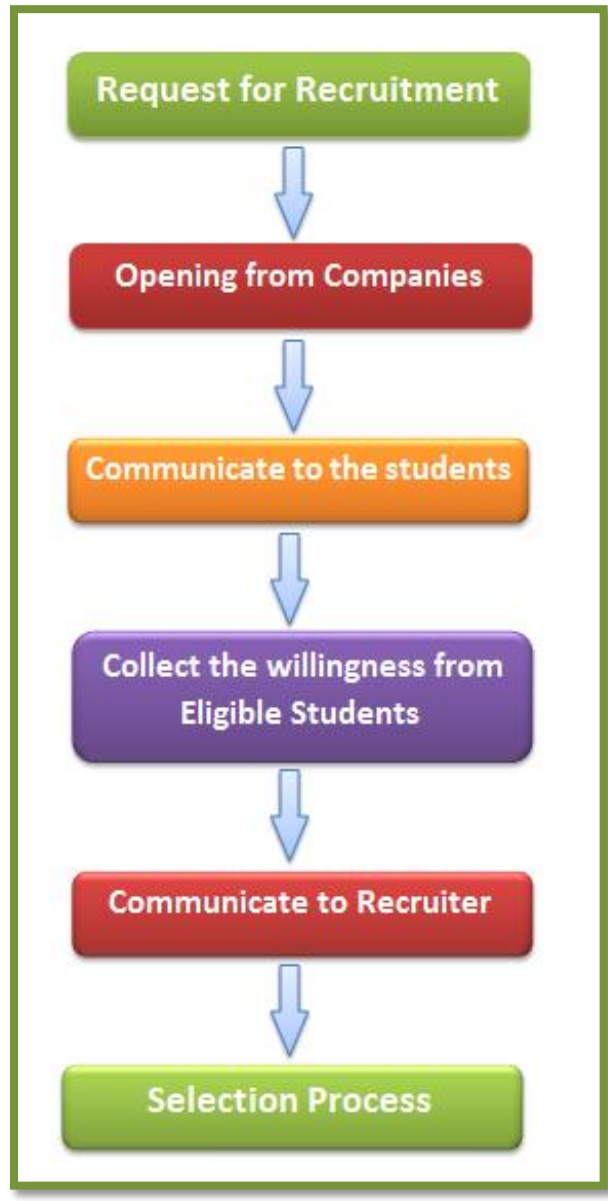 Request for Recruitment
Opening from Companies
Communicate to the students
Collect the willingness from
Eligible Students
Communicate to Recruiter
Selection Process